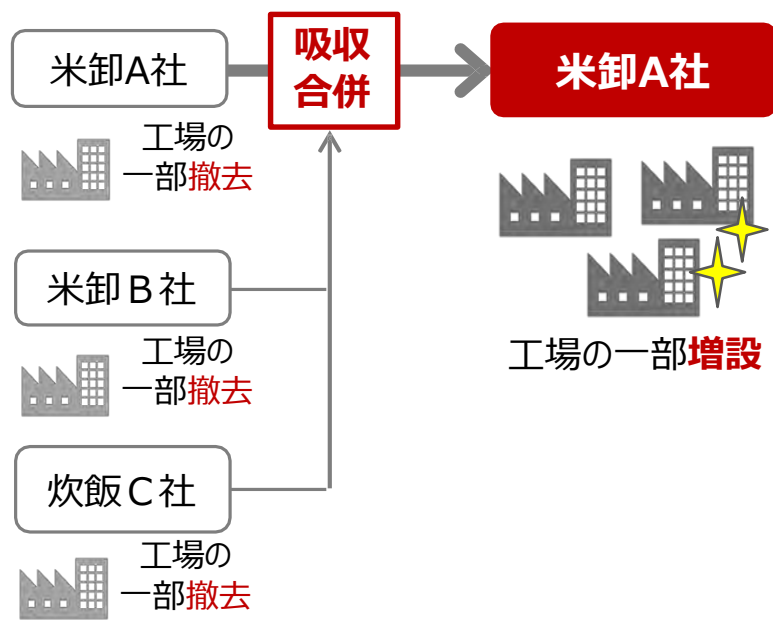 米卸A社
吸収
合併
米卸A社
工場の
一部撤去
米卸Ｂ社
工場の
一部撤去
工場の一部増設
炊飯Ｃ社
工場の
一部撤去